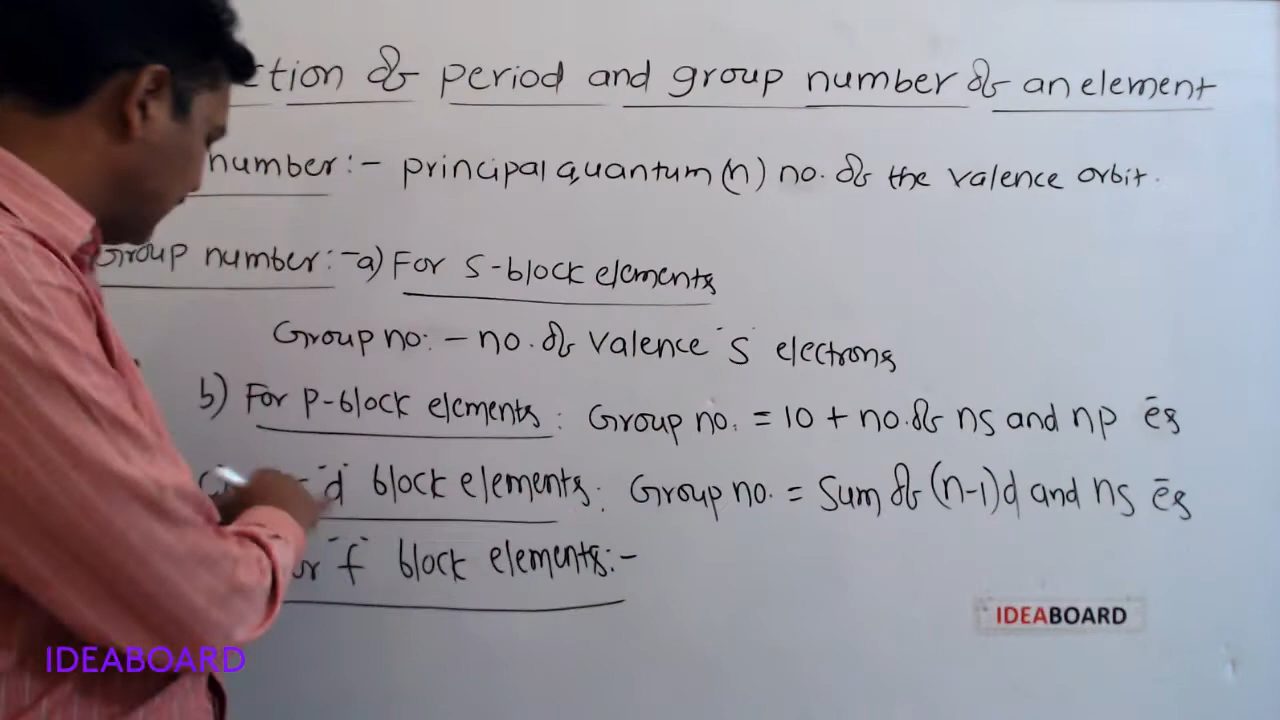 ction of period and group number of an element
number:- principal quantum (n) no. of the valence orbit.
Group number:- a) For s-block elements
Group no: - no. of valence 's' electrons
b) For p-block elements: Group no. = 10 + no. of ns and np ēs
'd' block elements: Group no. = Sum of (n-1)d and ns ēs
or 'f' block elements:-
IDEABOARD
IDEABOARD